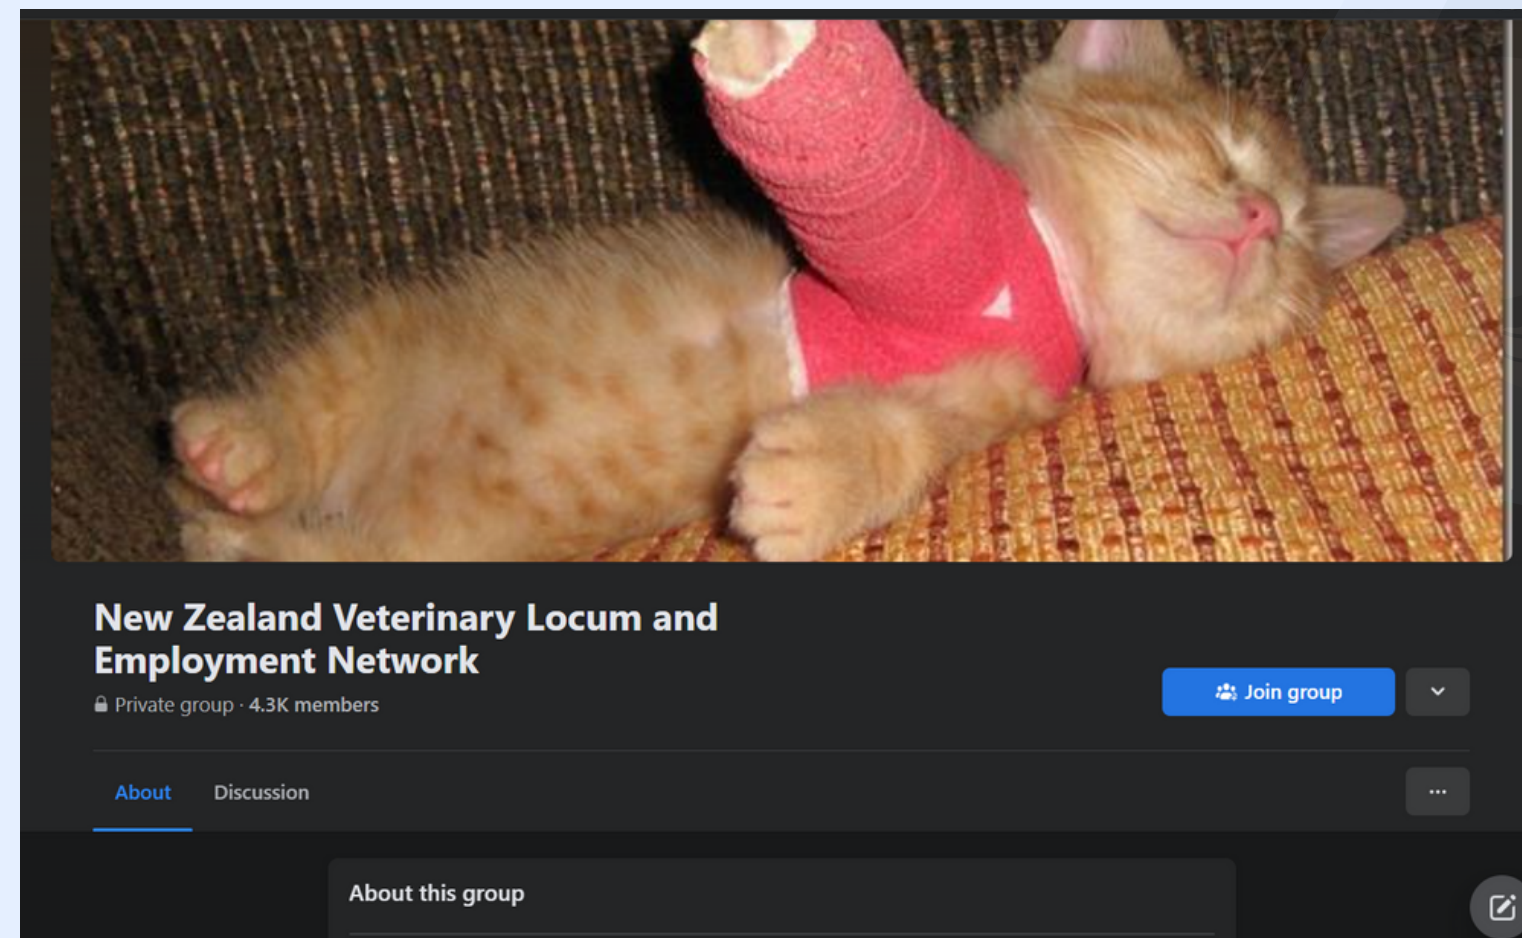 New Zealand Veterinary Locum and
Employment Network
Private group · 4.3K members
Join group
About
Discussion
About this group